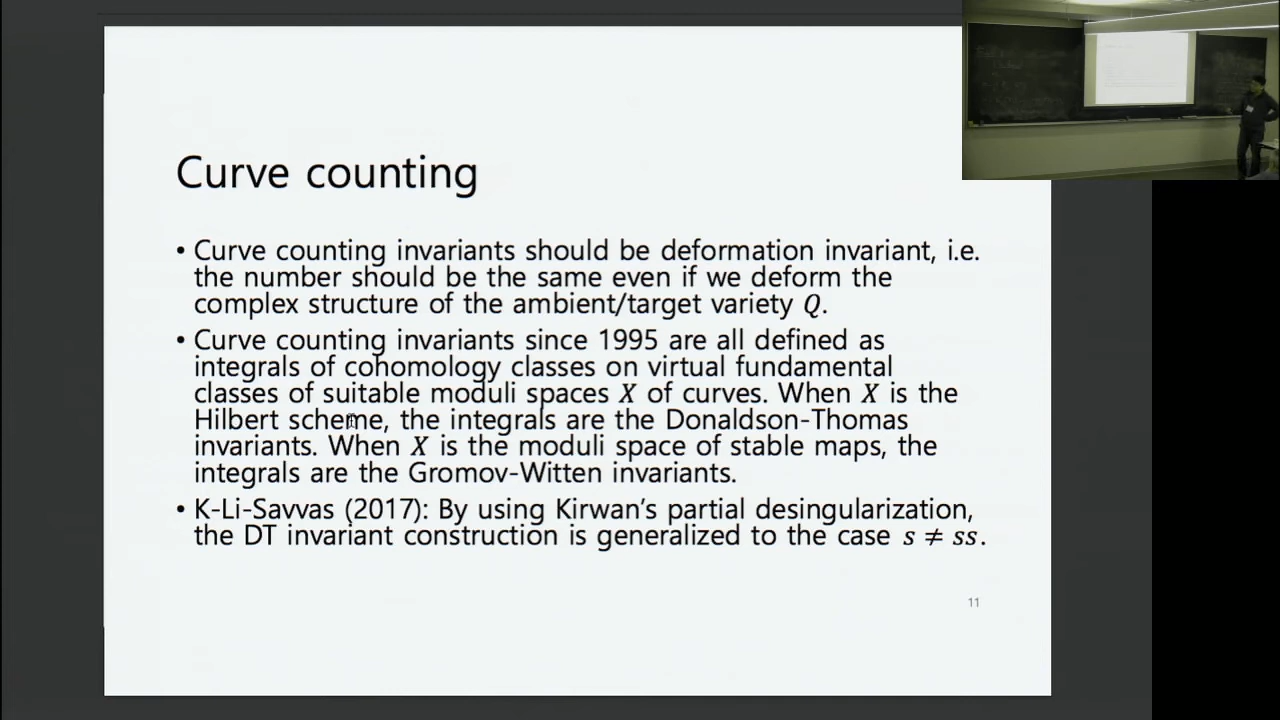 Curve counting
• Curve counting invariants should be deformation invariant, i.e.
the number should be the same even if we deform the
complex structure of the ambient/target variety Q.
• Curve counting invariants since 1995 are all defined as
integrals of cohomology classes on virtual fundamental
classes of suitable moduli spaces X of curves. When X is the
Hilbert scheme, the integrals are the Donaldson-Thomas
invariants. When X is the moduli space of stable maps, the
integrals are the Gromov-Witten invariants.
• K-Li-Savvas (2017): By using Kirwan's partial desingularization,
the DT invariant construction is generalized to the case s ≠ ss.
11